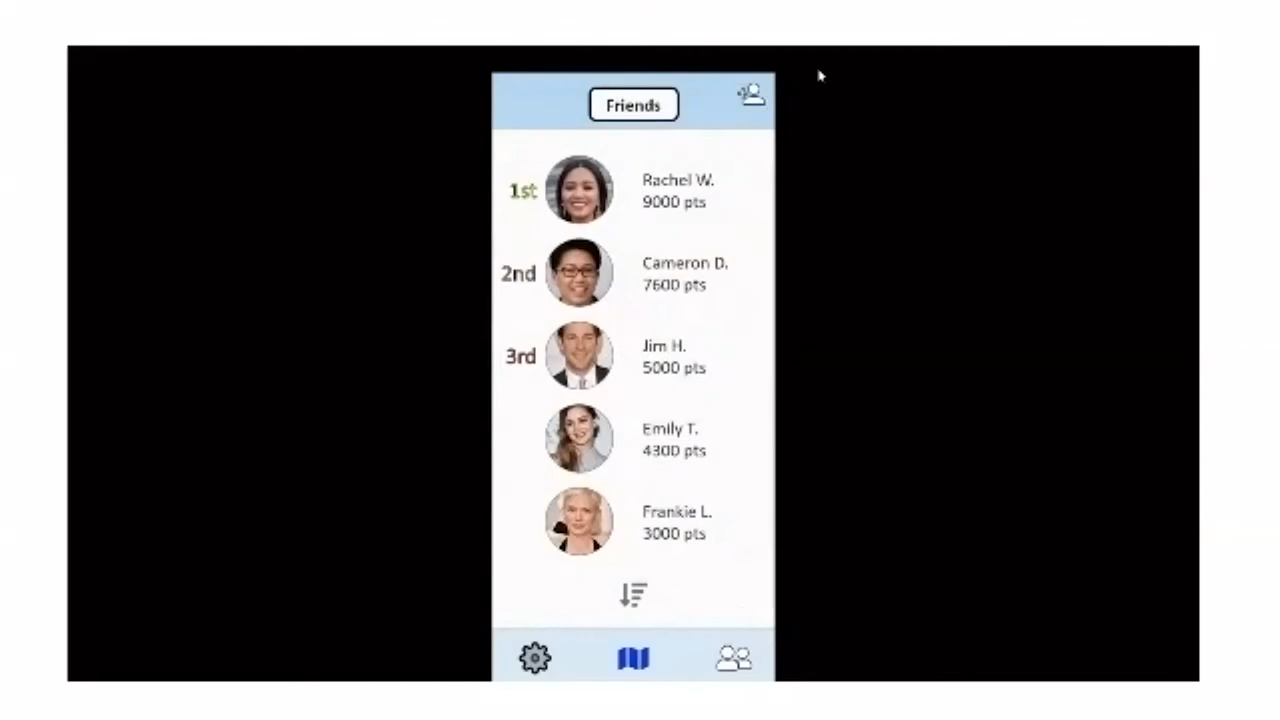 Friends
1st
Rachel W.
9000 pts
2nd
Cameron D.
7600 pts
3rd
Jim H.
5000 pts
Emily T.
4300 pts
Frankie L.
3000 pts